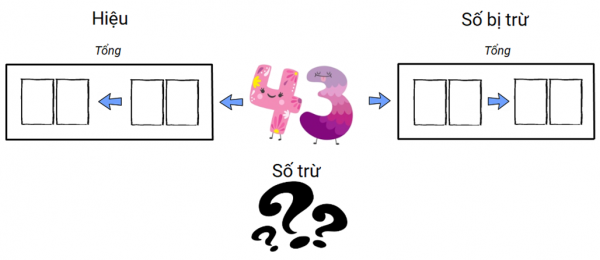 Hiệu
Số bị trừ
Tổng
Tổng
43
Số trừ
???